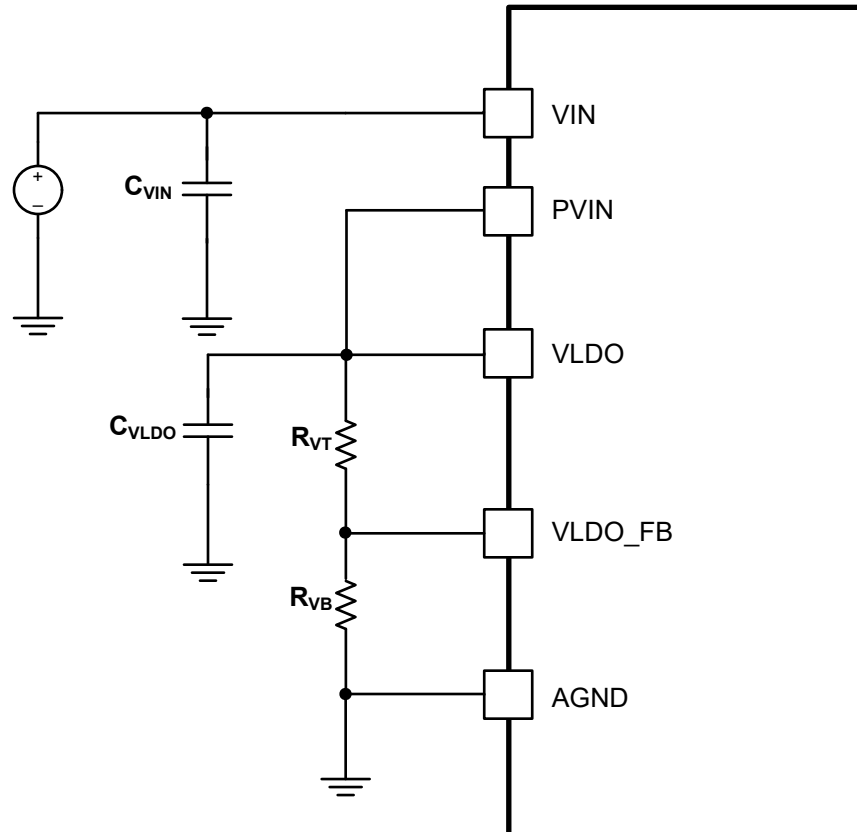 VIN
+
–
CVIN
PVIN
VLDO
CVLDO
RVT
VLDO_FB
RVB
AGND